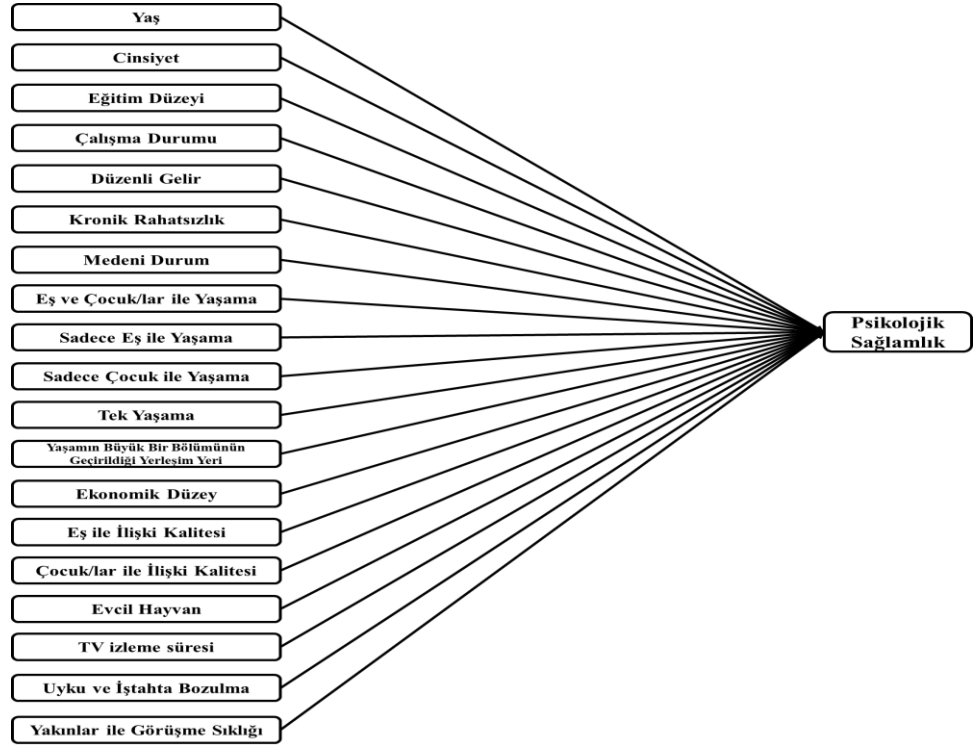 Yaş
Cinsiyet
Eğitim Düzeyi
Çalışma Durumu
Düzenli Gelir
Kronik Rahatsızlık
Medeni Durum
Eş ve Çocuk/lar ile Yaşama
Sadece Eş ile Yaşama
Sadece Çocuk ile Yaşama
Tek Yaşama
Yaşamın Büyük Bir Bölümünün
Geçirildiği Yerleşim Yeri
Ekonomik Düzey
Eş ile İlişki Kalitesi
Çocuk/lar ile İlişki Kalitesi
Evcil Hayvan
TV izleme süresi
Uyku ve İştahta Bozulma
Yakınlar ile Görüşme Sıklığı
Psikolojik
Sağlamlık